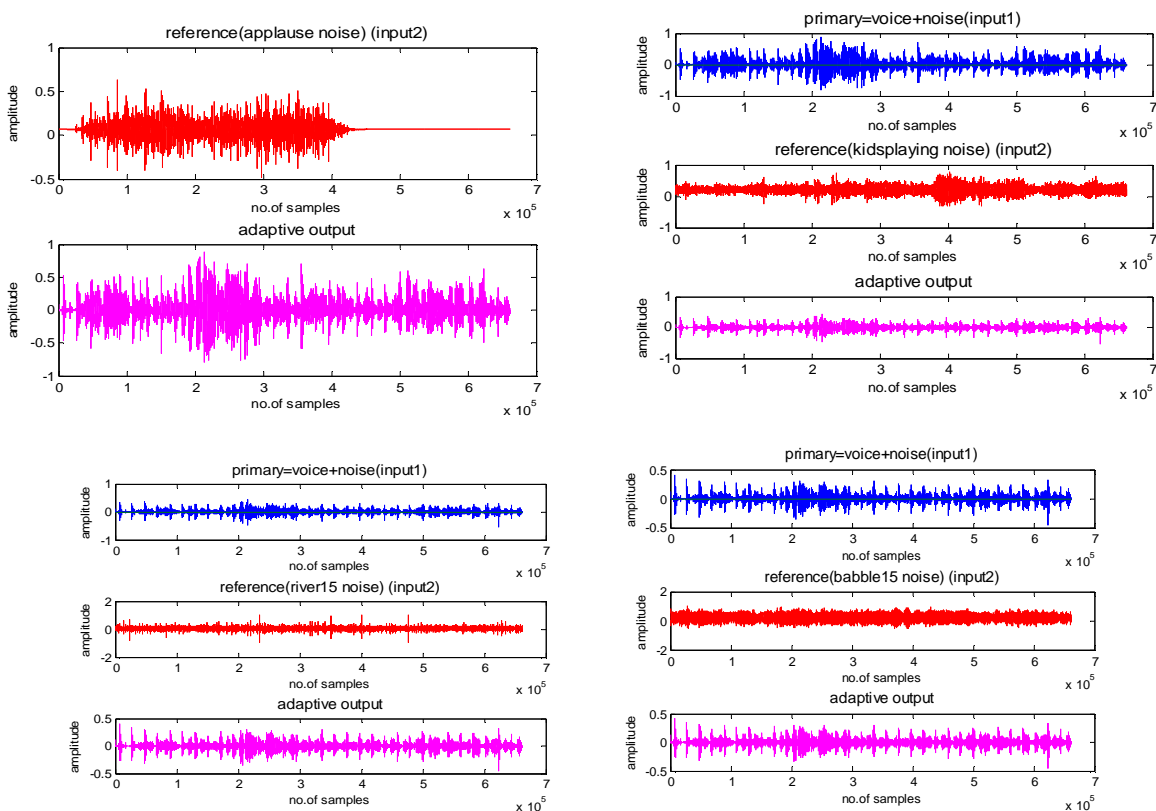 reference(applause noise) (input2)
1
0.5
0
-0.5
amplitude
0 1 2 3 4 5 6 7
no.of samples
x 10^5
adaptive output
1
0.5
0
-0.5
-1
amplitude
0 1 2 3 4 5 6 7
no.of samples
x 10^5
primary=voice+noise(input1)
1
0
-1
amplitude
0 1 2 3 4 5 6 7
no.of samples
x 10^5
reference(kidsplaying noise) (input2)
1
0
-1
amplitude
0 1 2 3 4 5 6 7
no.of samples
x 10^5
adaptive output
1
0
-1
amplitude
0 1 2 3 4 5 6 7
no.of samples
x 10^5
primary=voice+noise(input1)
1
0
-1
amplitude
0 1 2 3 4 5 6 7
no.of samples
x 10^5
reference(river15 noise) (input2)
2
0
-2
amplitude
0 1 2 3 4 5 6 7
no.of samples
x 10^5
adaptive output
0.5
0
-0.5
amplitude
0 1 2 3 4 5 6 7
no.of samples
x 10^5
primary=voice+noise(input1)
0.5
0
-0.5
amplitude
0 1 2 3 4 5 6 7
no.of samples
x 10^5
reference(babble15 noise) (input2)
2
0
-2
amplitude
0 1 2 3 4 5 6 7
no.of samples
x 10^5
adaptive output
0.5
0
-0.5
amplitude
0 1 2 3 4 5 6 7
no.of samples
x 10^5